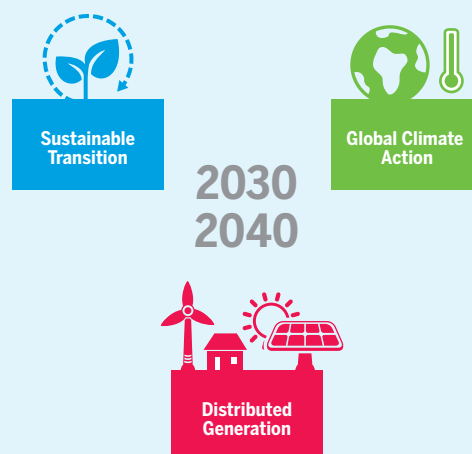 Sustainable
Transition
Global Climate
Action
2030
2040
Distributed
Generation